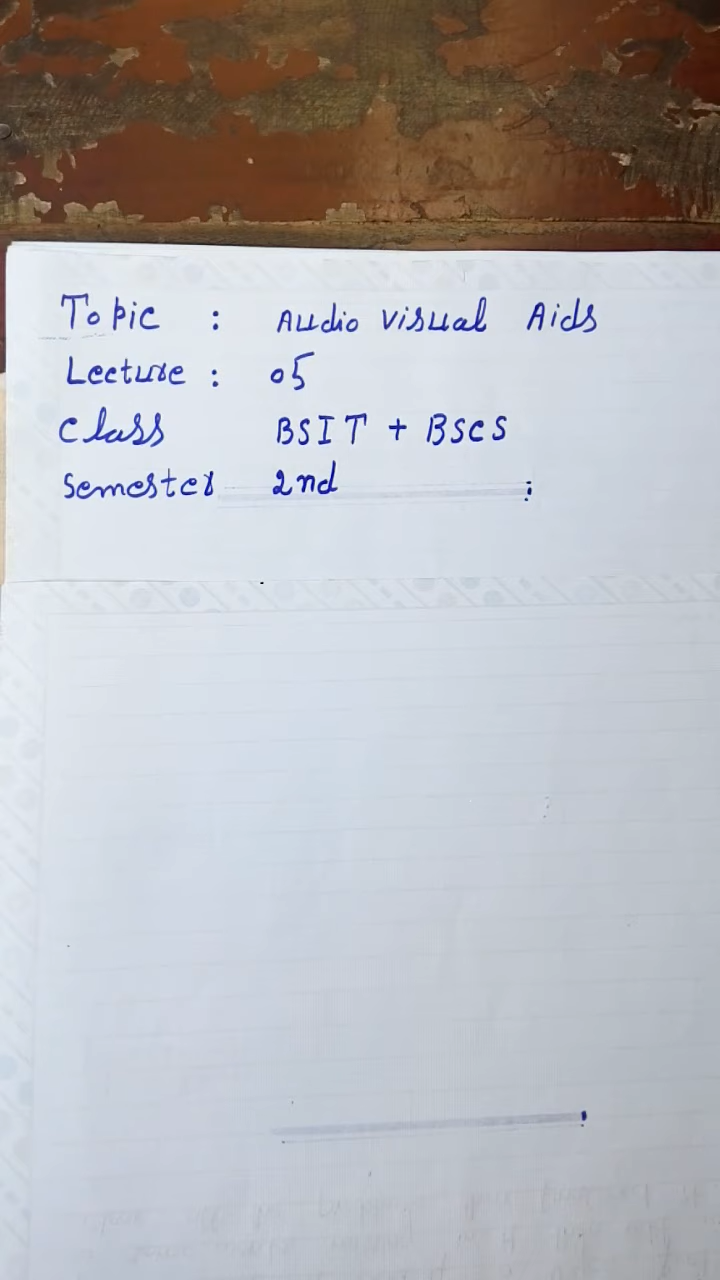 Topic : Audio Visual Aids
Lecture : 05
Class BSIT + BSCS
Semester 2nd